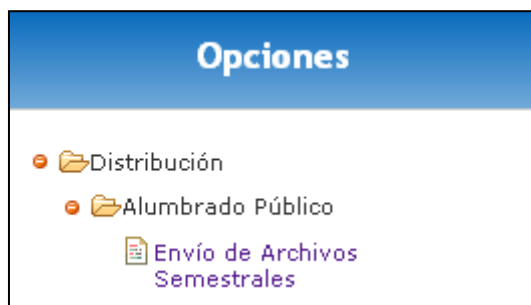 Opciones
Distribución
Alumbrado Público
Envío de Archivos
Semestrales